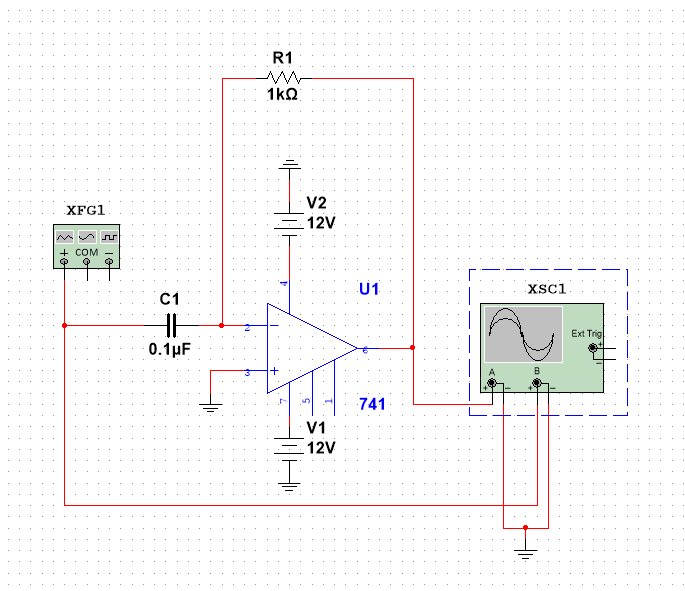 R1
1kΩ
V2
12V
XFG1
+ COM −
4
U1
XSC1
C1
0.1µF
2
−
6
Ext Trig
+
−
A
B
+ − + −
3
+
7
5
1
741
V1
12V